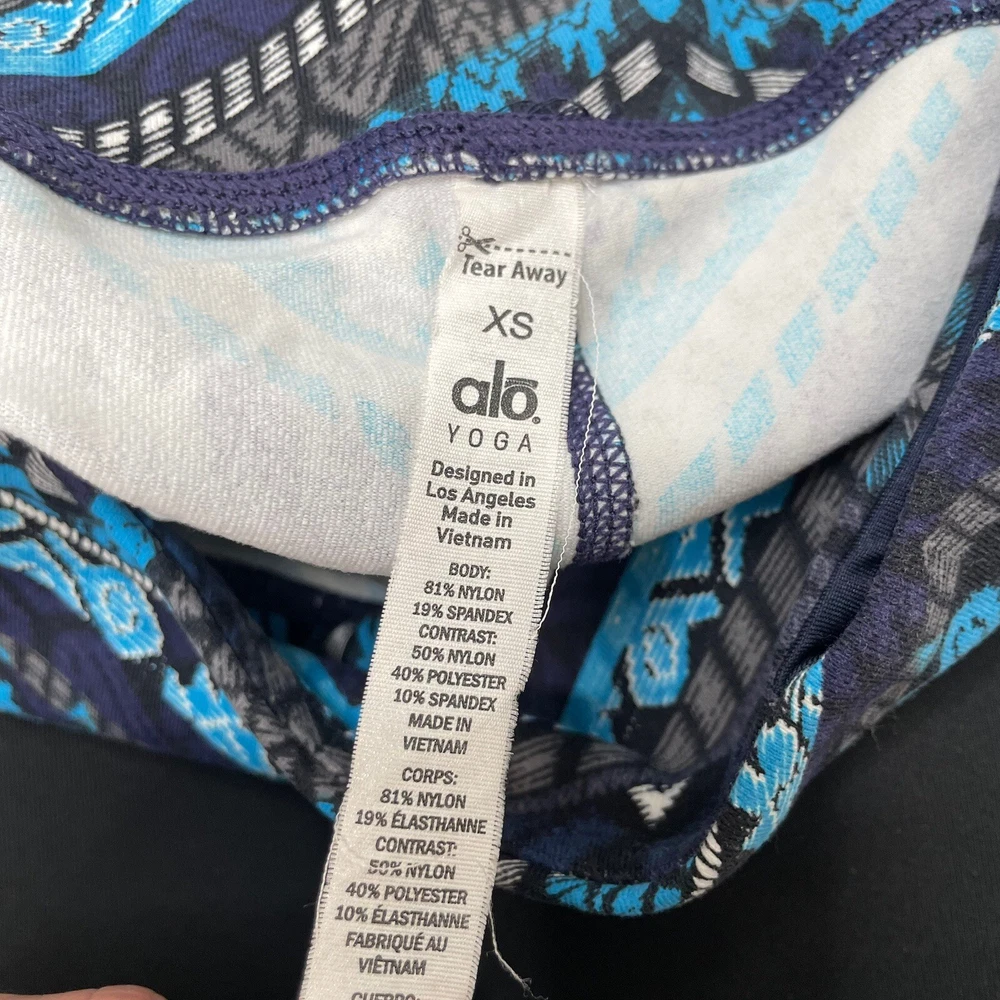 Tear Away
XS
alō®
YOGA
Designed in
Los Angeles
Made in
Vietnam
BODY:
81% NYLON
19% SPANDEX
CONTRAST:
50% NYLON
40% POLYESTER
10% SPANDEX
MADE IN
VIETNAM
CORPS:
81% NYLON
19% ÉLASTHANNE
CONTRAST:
50% NYLON
40% POLYESTER
10% ÉLASTHANNE
FABRIQUÉ AU
VIÊTNAM
CUERPO: